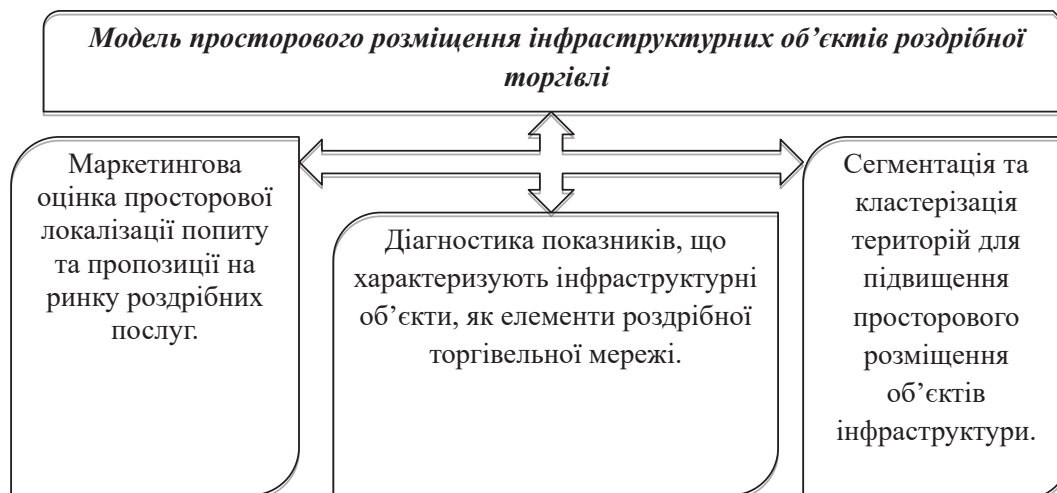 Модель просторового розміщення інфраструктурних об’єктів роздрібної
торгівлі
Маркетингова
оцінка просторової
локалізації попиту
та пропозиції на
ринку роздрібних
послуг.
Діагностика показників, що
характеризують інфраструктурні
об’єкти, як елементи роздрібної
торгівельної мережі.
Сегментація та
кластерізація
територій для
підвищення
просторового
розміщення
об’єктів
інфраструктури.